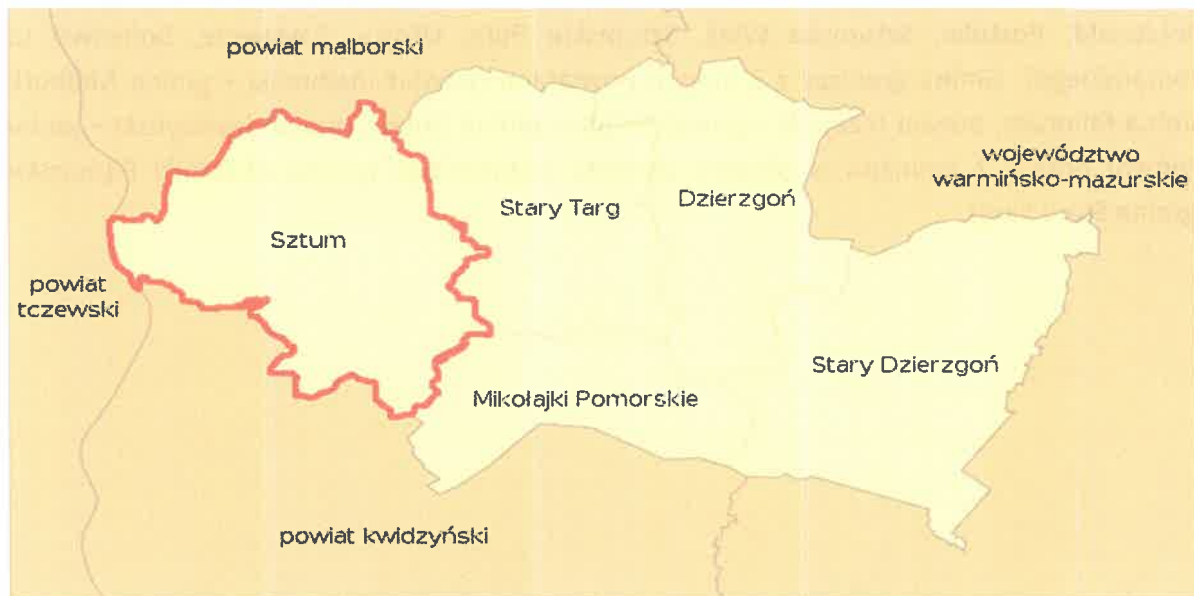 powiat malborski
województwo
warmińsko-mazurskie
Stary Targ
Dzierzgoń
Sztum
powiat
tczewski
Stary Dzierzgoń
Mikołajki Pomorskie
powiat kwidzyński